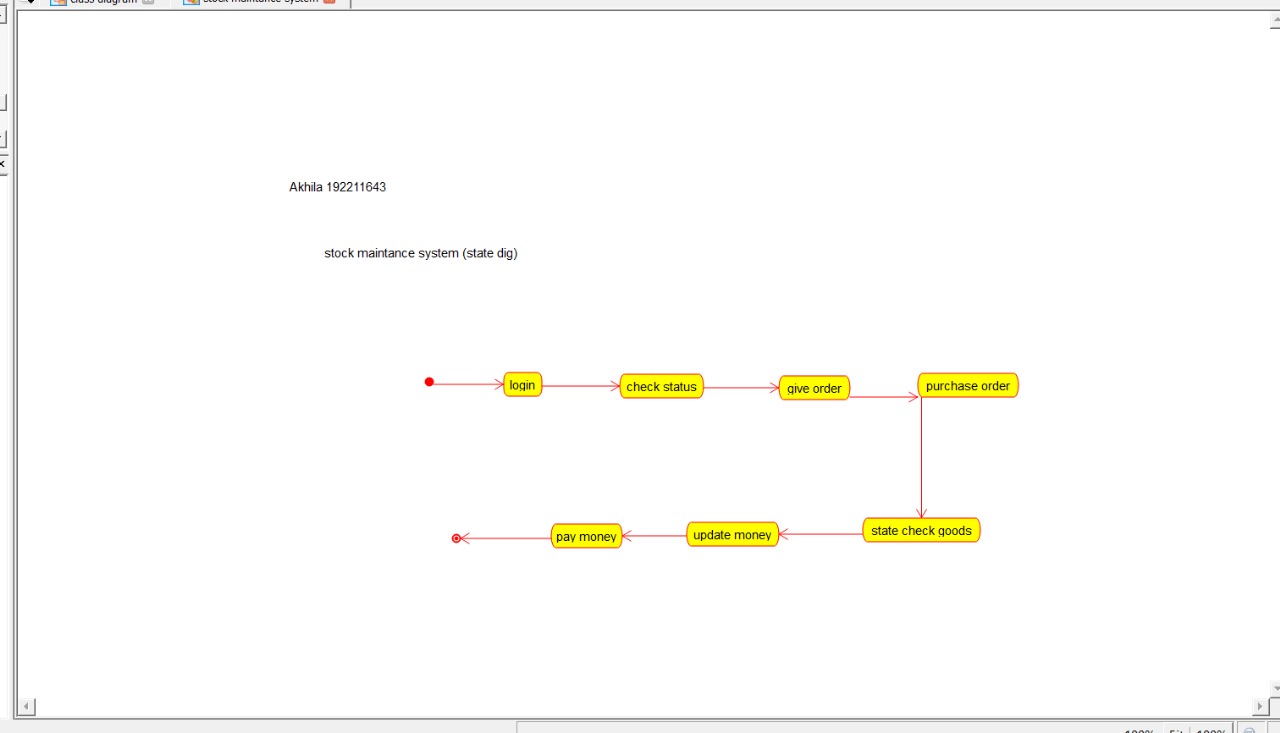 class diagram
stock maintance system
Akhila 192211643
stock maintance system (state dig)
login
check status
give order
purchase order
state check goods
update money
pay money